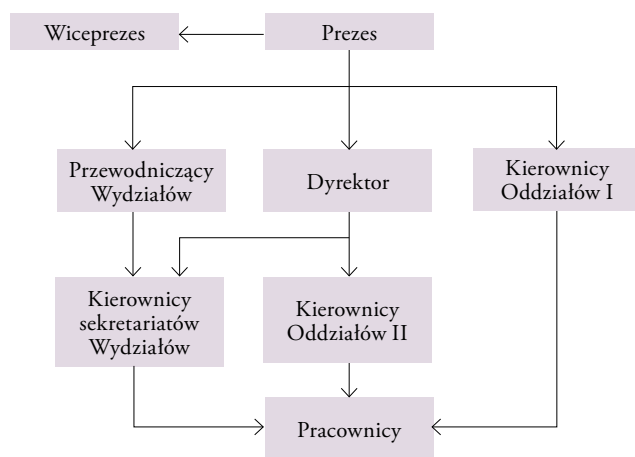 Wiceprezes
Prezes
Przewodniczący
Wydziałów
Dyrektor
Kierownicy
Oddziałów I
Kierownicy
sekretariatów
Wydziałów
Kierownicy
Oddziałów II
Pracownicy